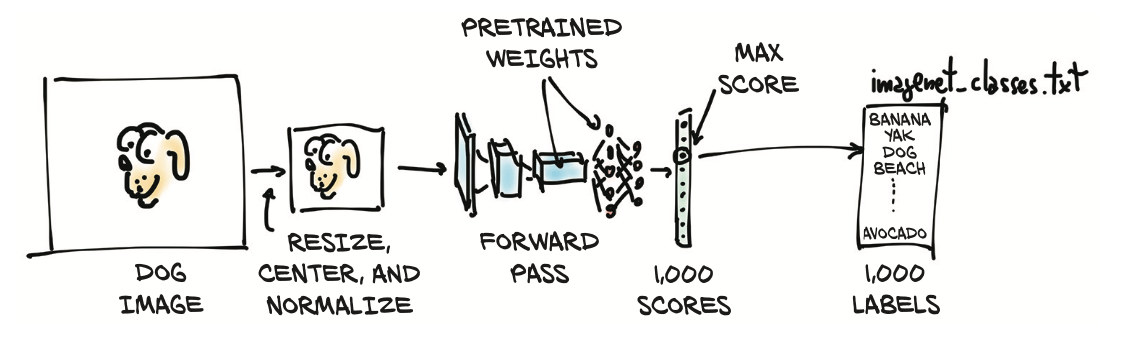 PRETRAINED
WEIGHTS
MAX
SCORE
imagenet_classes.txt
BANANA
YAK
DOG
BEACH
AVOCADO
DOG
IMAGE
RESIZE,
CENTER, AND
NORMALIZE
FORWARD
PASS
1,000
SCORES
1,000
LABELS